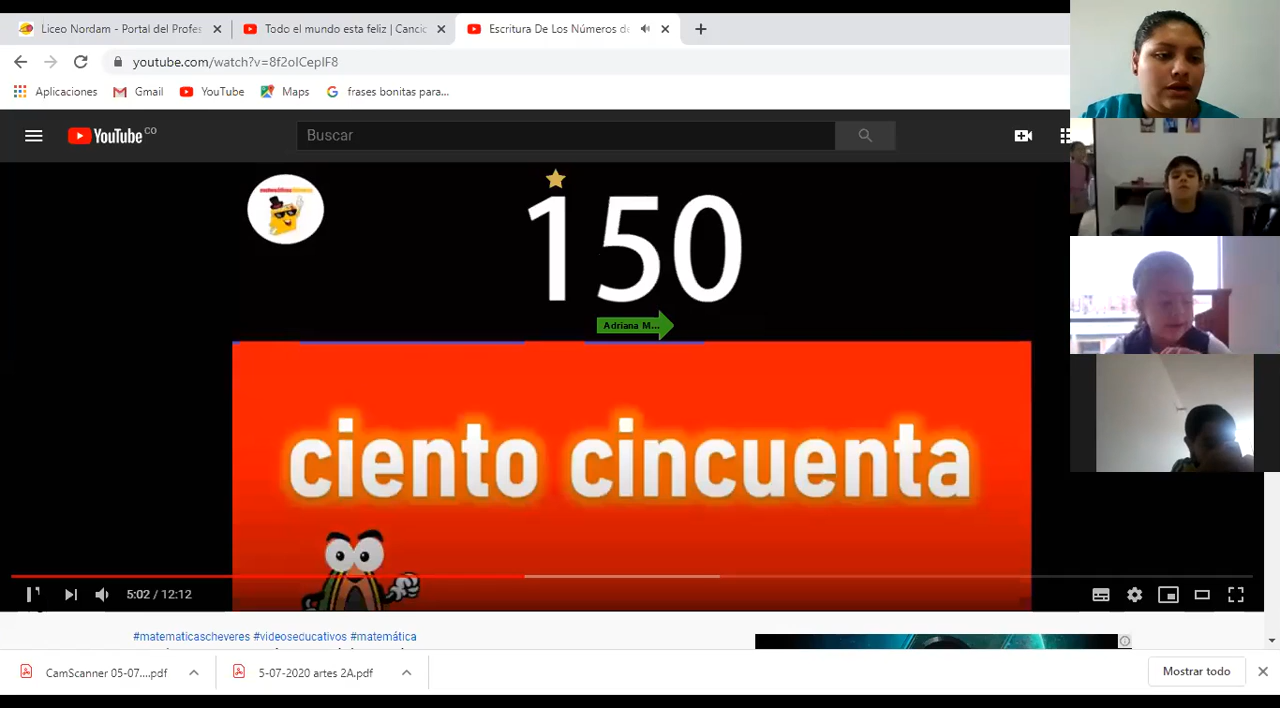 Liceo Nordam - Portal del Profes
Todo el mundo esta feliz | Cancic
Escritura De Los Números de
youtube.com/watch?v=8f2oICepIF8
Aplicaciones
Gmail
YouTube
Maps
frases bonitas para...
YouTube CO
Buscar
150
Adriana M...
ciento cincuenta
5:02 / 12:12
#matematicascheveres #videoseducativos #matemática
CamScanner 05-07....pdf
5-07-2020 artes 2A.pdf
Mostrar todo